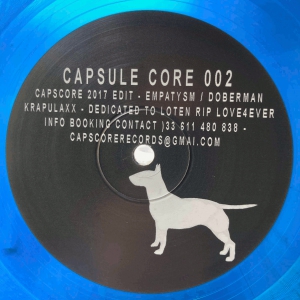 CAPSULE CORE 002
CAPSCORE 2017 EDIT - EMPATYSM / DOBERMAN
KRAPULAXX - DEDICATED TO LOTEN RIP LOVE4EVER
INFO BOOKING CONTACT )33 611 480 838 -
CAPSCORERECORDS@GMAI.COM